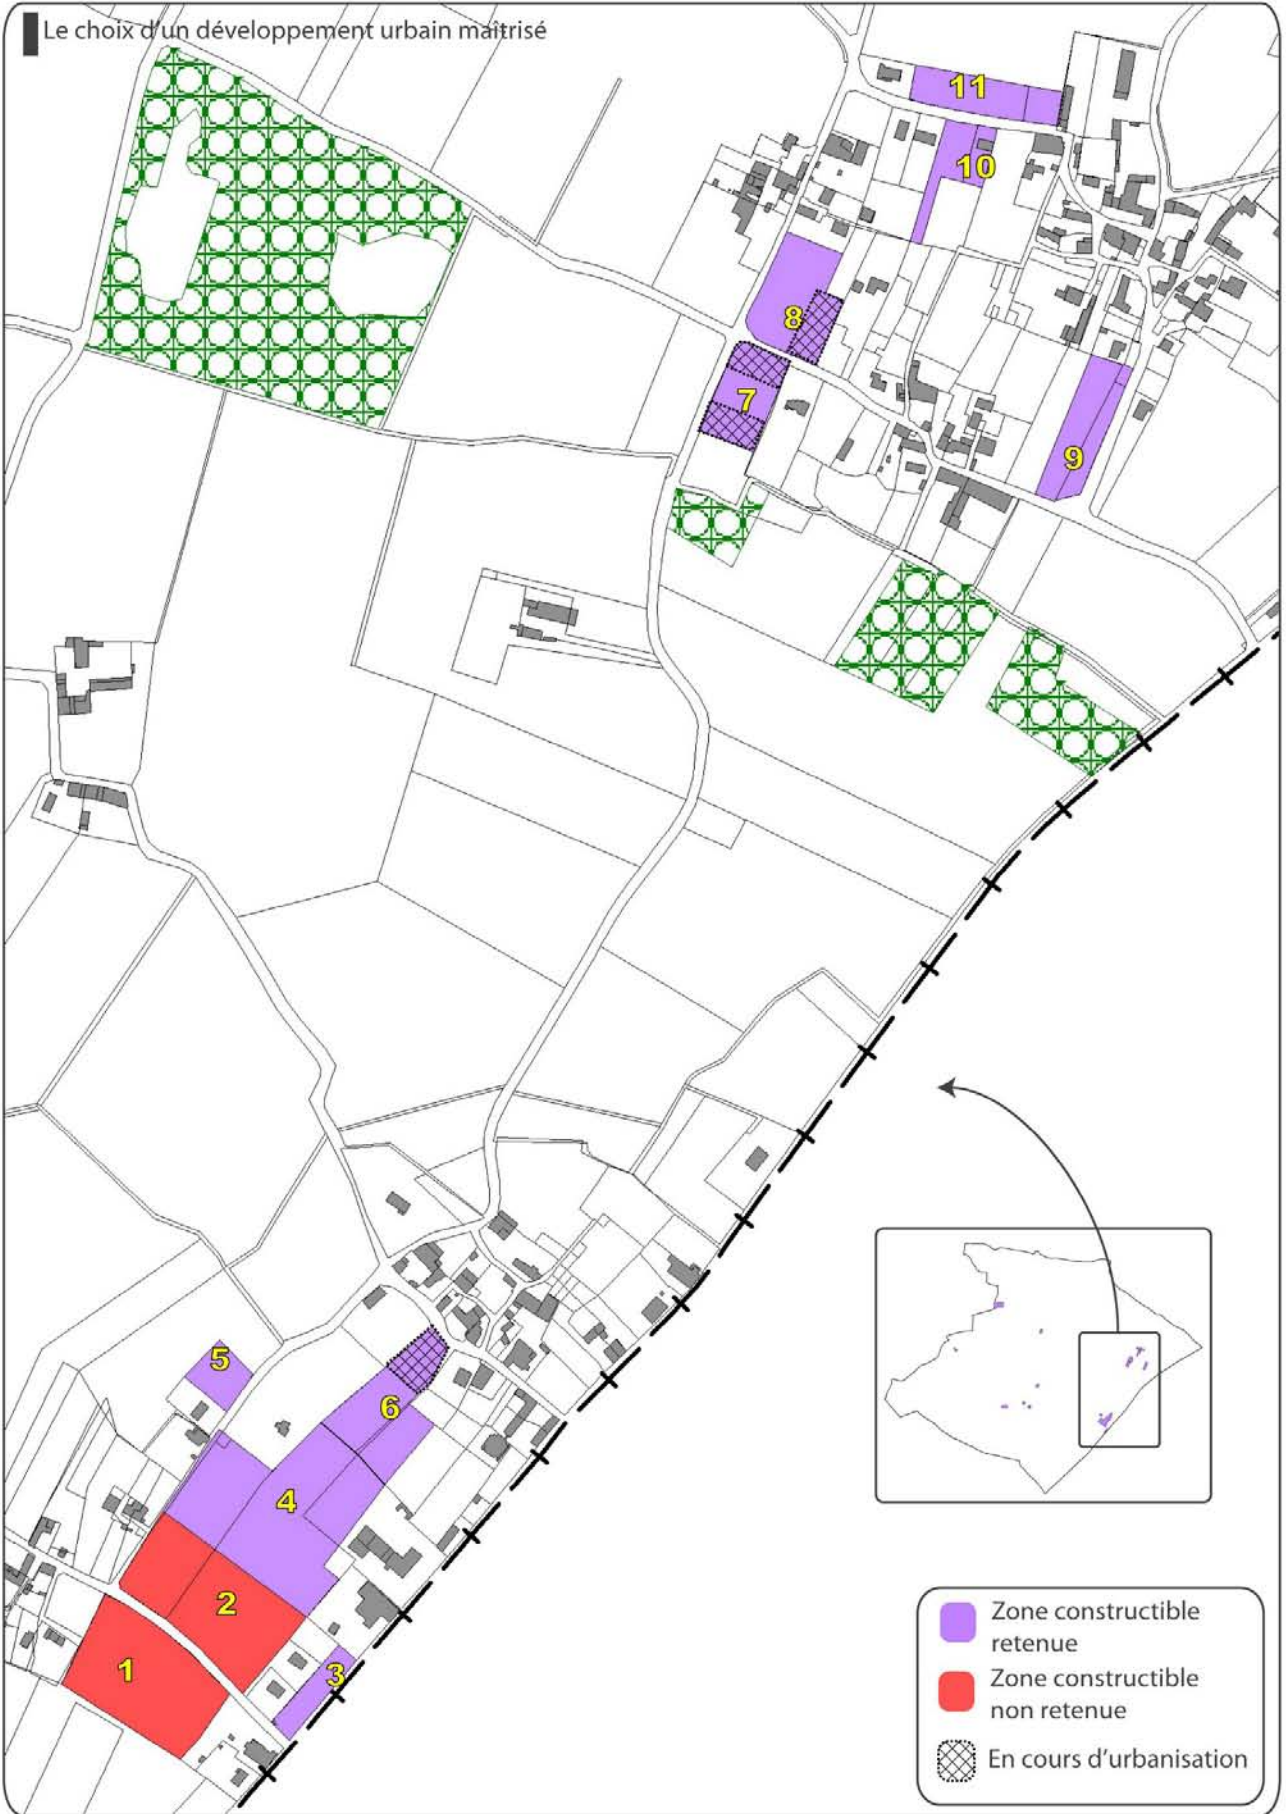 Le choix d'un développement urbain maîtrisé
11
10
8
7
9
5
6
4
2
1
3
Zone constructible
retenue
Zone constructible
non retenue
En cours d'urbanisation